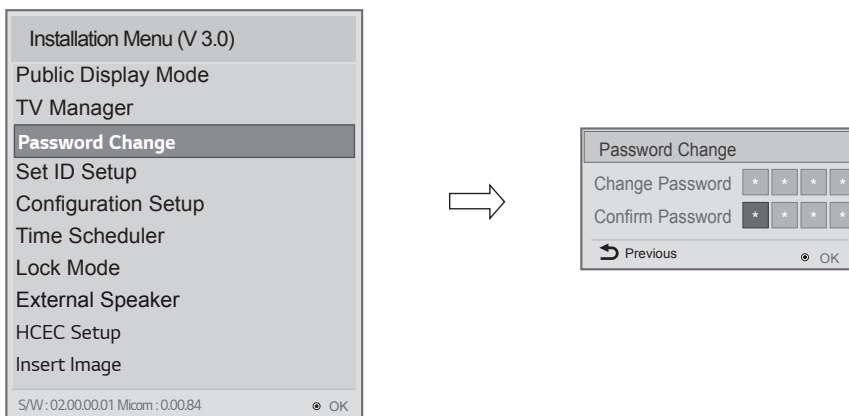 Installation Menu (V 3.0)
Public Display Mode
TV Manager
Password Change
Set ID Setup
Configuration Setup
Time Scheduler
Lock Mode
External Speaker
HCEC Setup
Insert Image
S/W : 02.00.00.01 Micom : 0.00.84 ◉ OK
Password Change
Change Password * * * *
Confirm Password * * * *
Previous ◉ OK